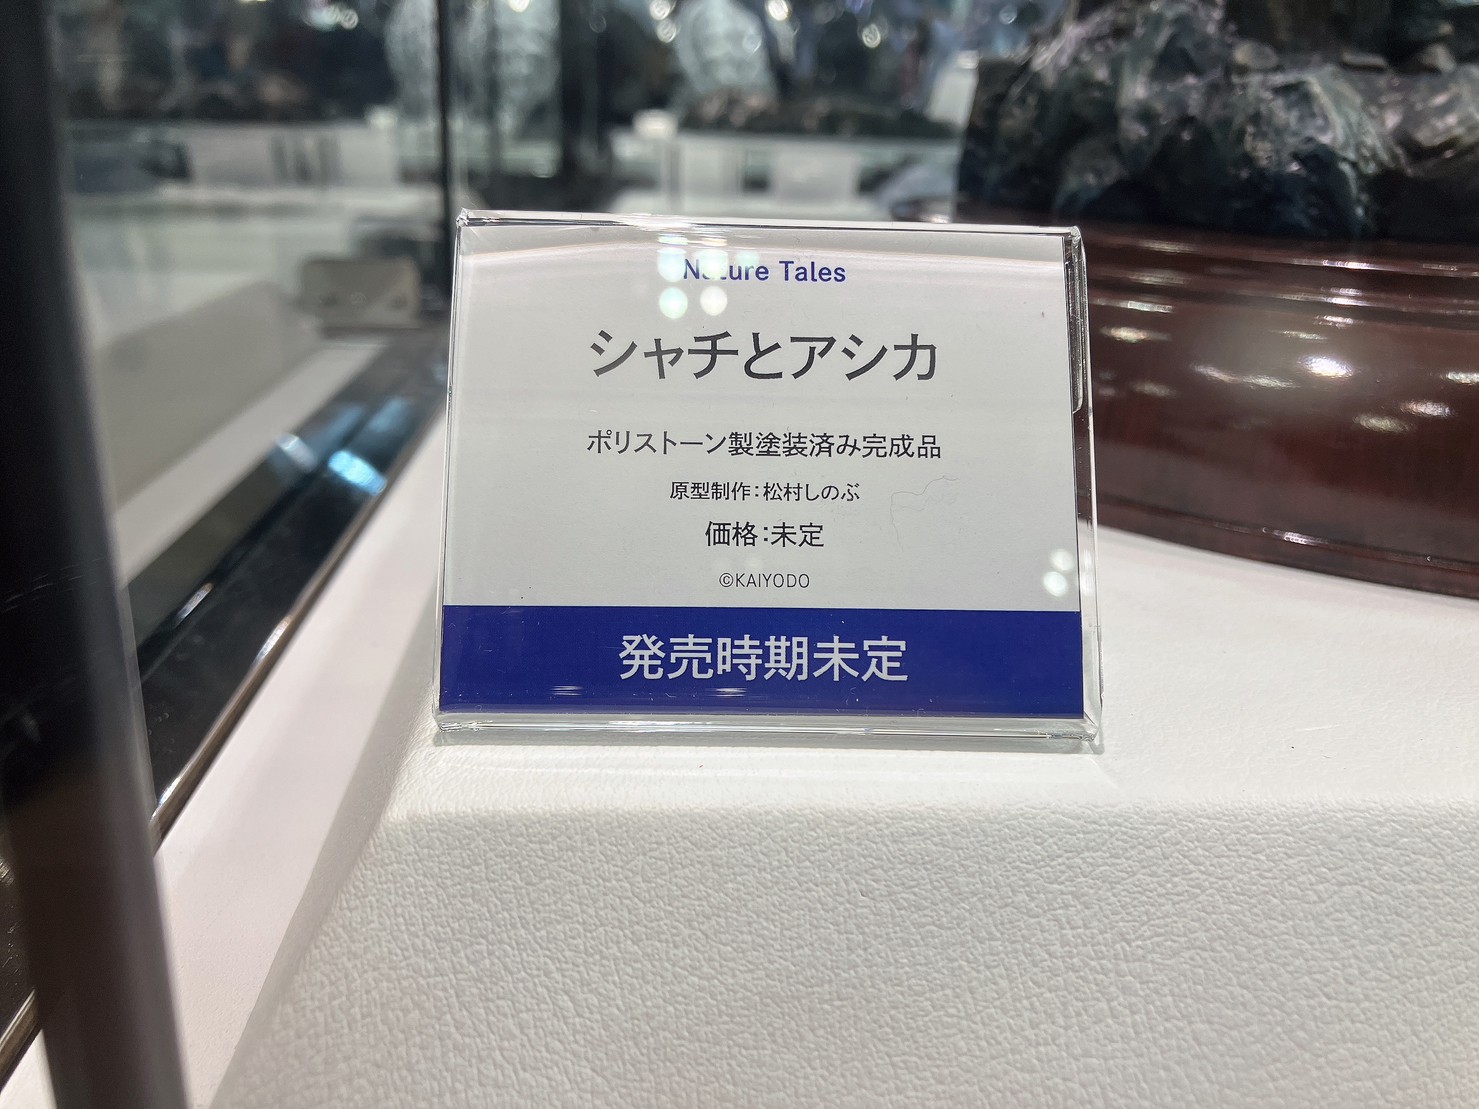 Nature Tales
シャチとアシカ
ポリストーン製塗装済み完成品
原型制作：松村しのぶ
価格：未定
©KAIYODO
発売時期未定